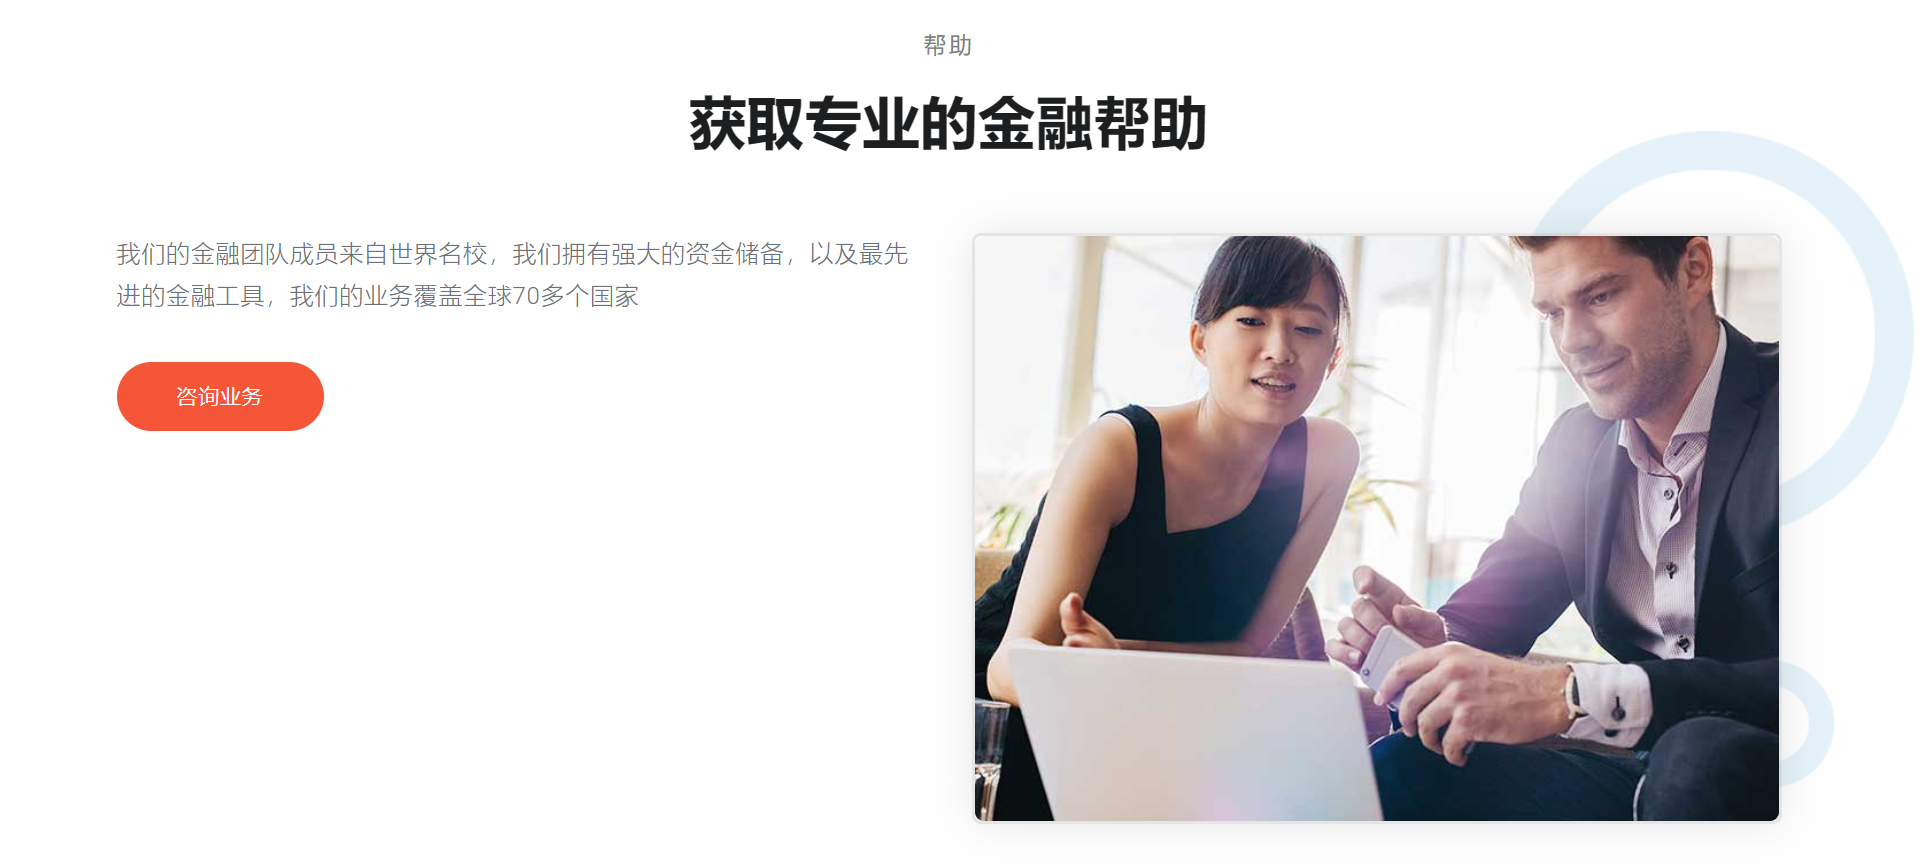 帮助
获取专业的金融帮助
我们的金融团队成员来自世界名校，我们拥有强大的资金储备，以及最先
进的金融工具，我们的业务覆盖全球70多个国家
咨询业务